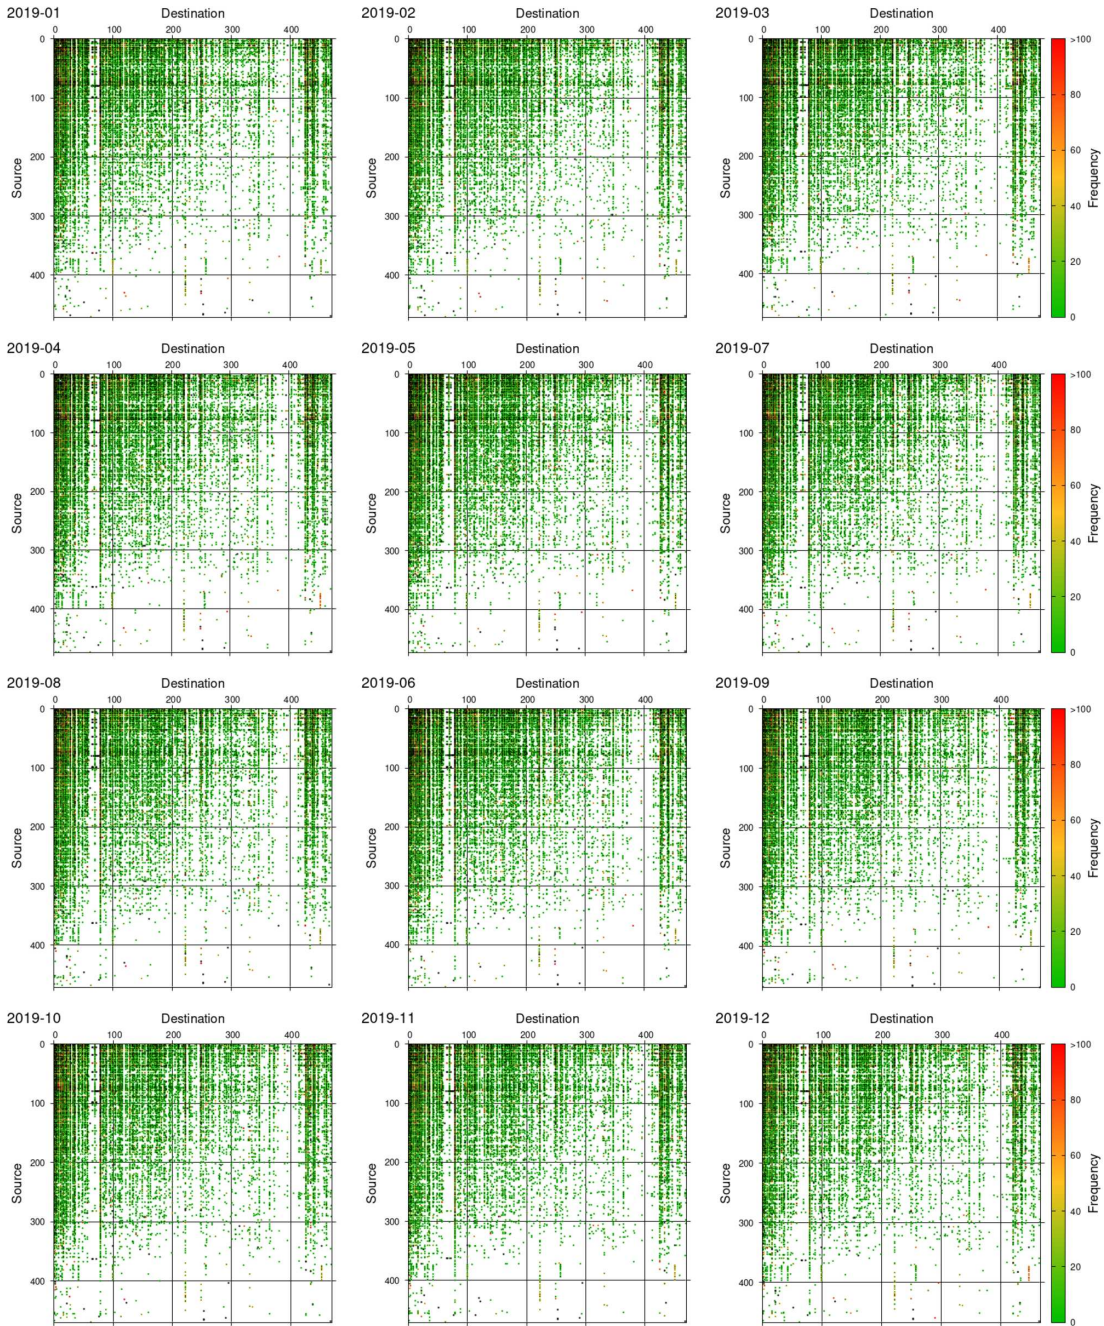 2019-01 Destination 2019-02 Destination 2019-03 Destination
0 100 200 300 400 0 100 200 300 400 0 100 200 300 400
Source 0 100 200 300 400 Source 0 100 200 300 400 Source 0 100 200 300 400 Frequency >100 80 60 40 20 0
2019-04 Destination 2019-05 Destination 2019-07 Destination
0 100 200 300 400 0 100 200 300 400 0 100 200 300 400
Source 0 100 200 300 400 Source 0 100 200 300 400 Source 0 100 200 300 400 Frequency >100 80 60 40 20 0
2019-08 Destination 2019-06 Destination 2019-09 Destination
0 100 200 300 400 0 100 200 300 400 0 100 200 300 400
Source 0 100 200 300 400 Source 0 100 200 300 400 Source 0 100 200 300 400 Frequency >100 80 60 40 20 0
2019-10 Destination 2019-11 Destination 2019-12 Destination
0 100 200 300 400 0 100 200 300 400 0 100 200 300 400
Source 0 100 200 300 400 Source 0 100 200 300 400 Source 0 100 200 300 400 Frequency >100 80 60 40 20 0